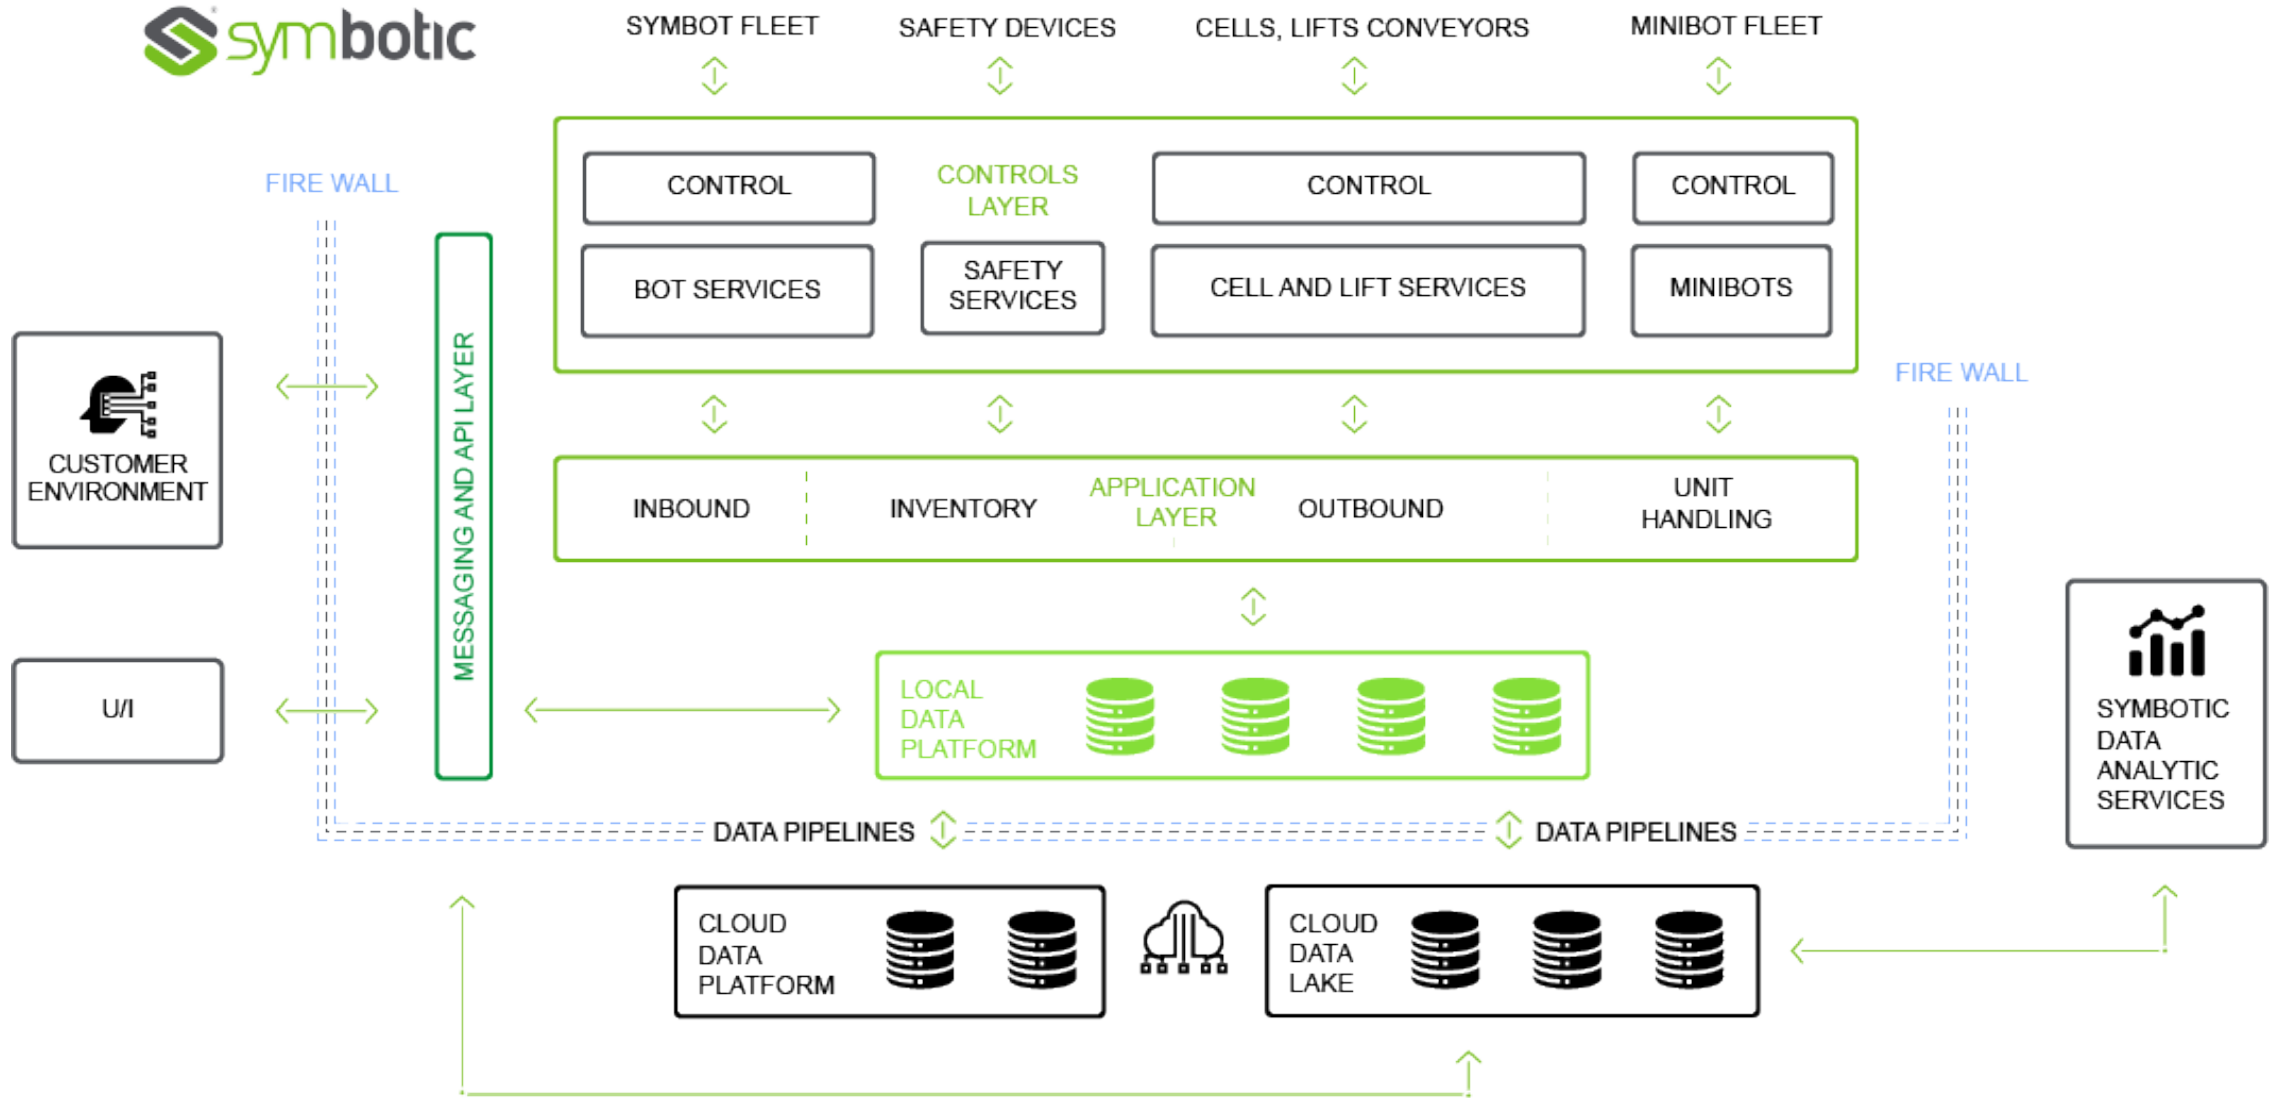 symbotic
SYMBOT FLEET
SAFETY DEVICES
CELLS, LIFTS CONVEYORS
MINIBOT FLEET
FIRE WALL
CONTROL
CONTROLS
LAYER
CONTROL
CONTROL
BOT SERVICES
SAFETY
SERVICES
CELL AND LIFT SERVICES
MINIBOTS
MESSAGING AND API LAYER
CUSTOMER
ENVIRONMENT
FIRE WALL
INBOUND
INVENTORY
APPLICATION
LAYER
OUTBOUND
UNIT
HANDLING
U/I
LOCAL
DATA
PLATFORM
SYMBOTIC
DATA
ANALYTIC
SERVICES
DATA PIPELINES
DATA PIPELINES
CLOUD
DATA
PLATFORM
CLOUD
DATA
LAKE